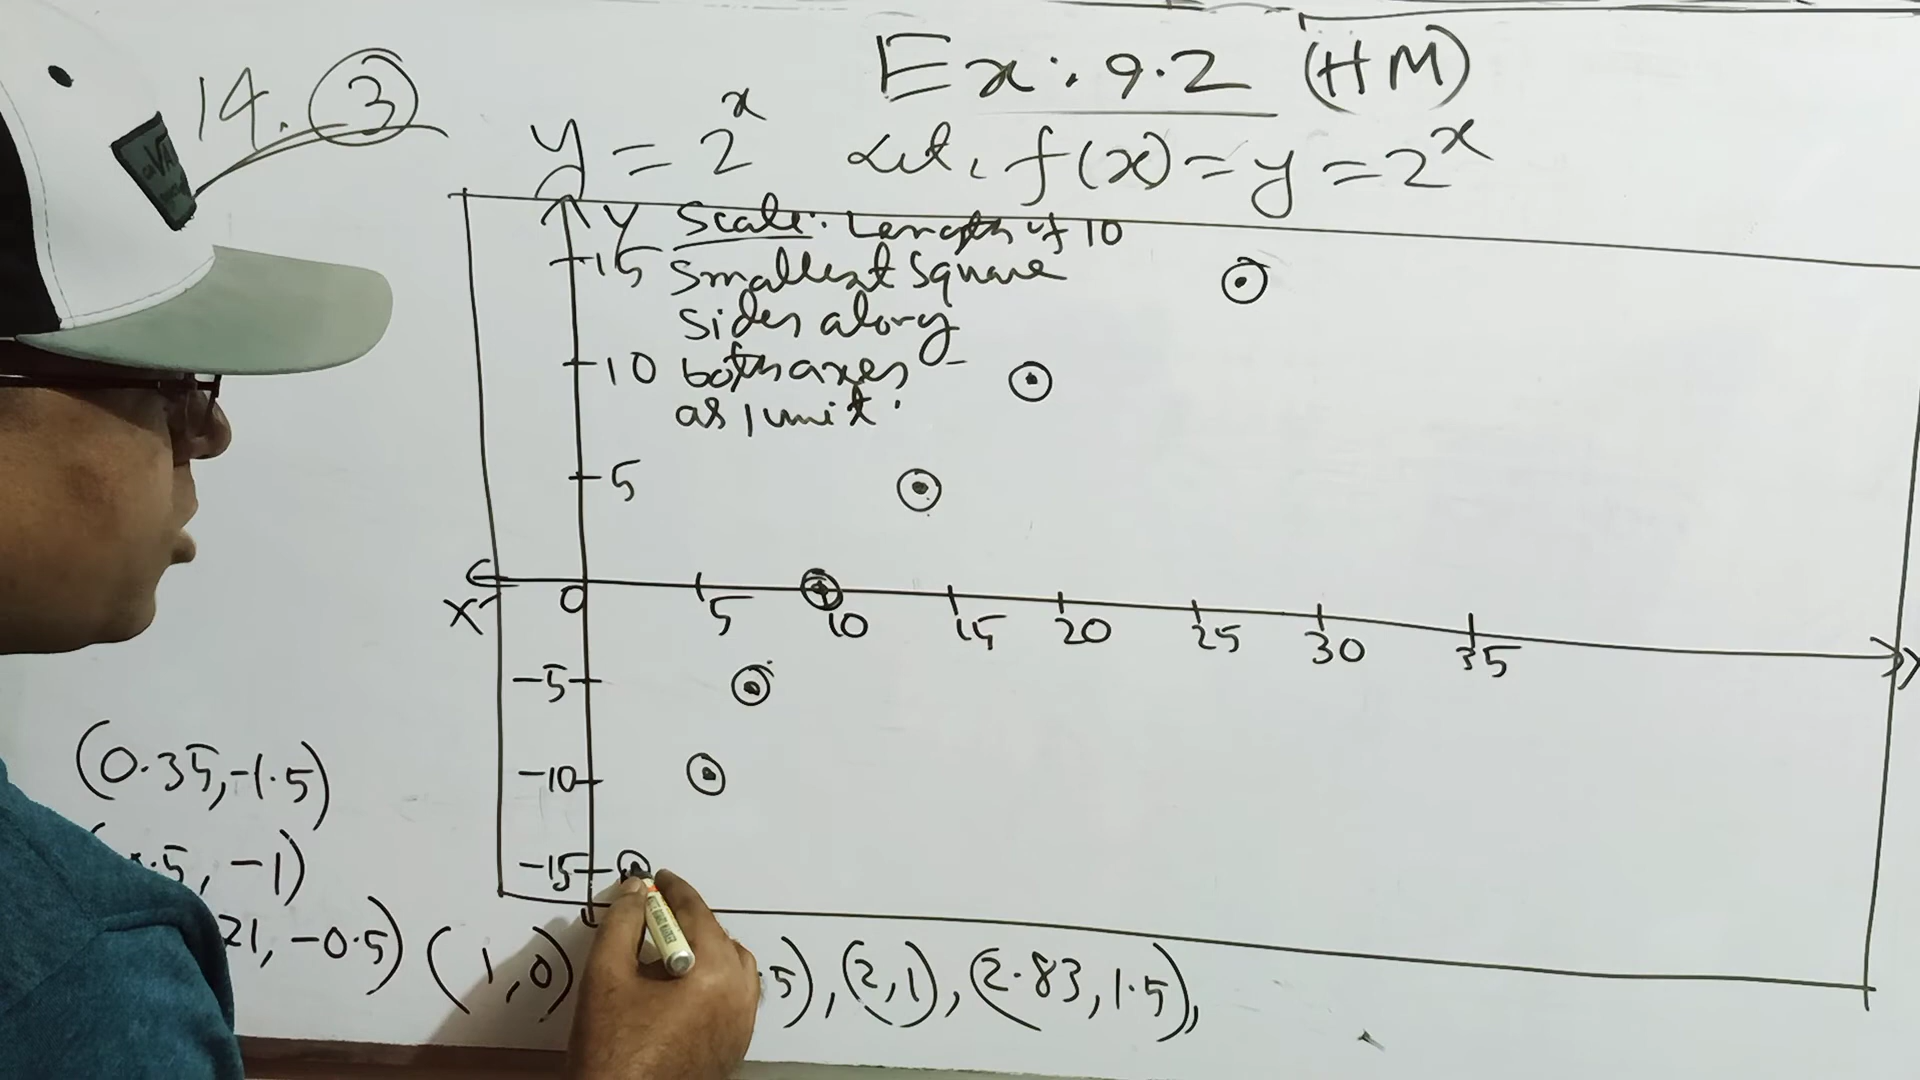 Ex:. 9.2 (HM)
14. 3
y = 2^x Let, f(x) = y = 2^x
Y Scale: Length of 10
15 smallest square
sides along
10 both axes
as 1 unit.
5
X' 0 5 10 15 20 25 30 35
-5
-10
-15
(0.35, -1.5)
.5, -1)
21, -0.5) (1, 0) .5), (2, 1), (2.83, 1.5),